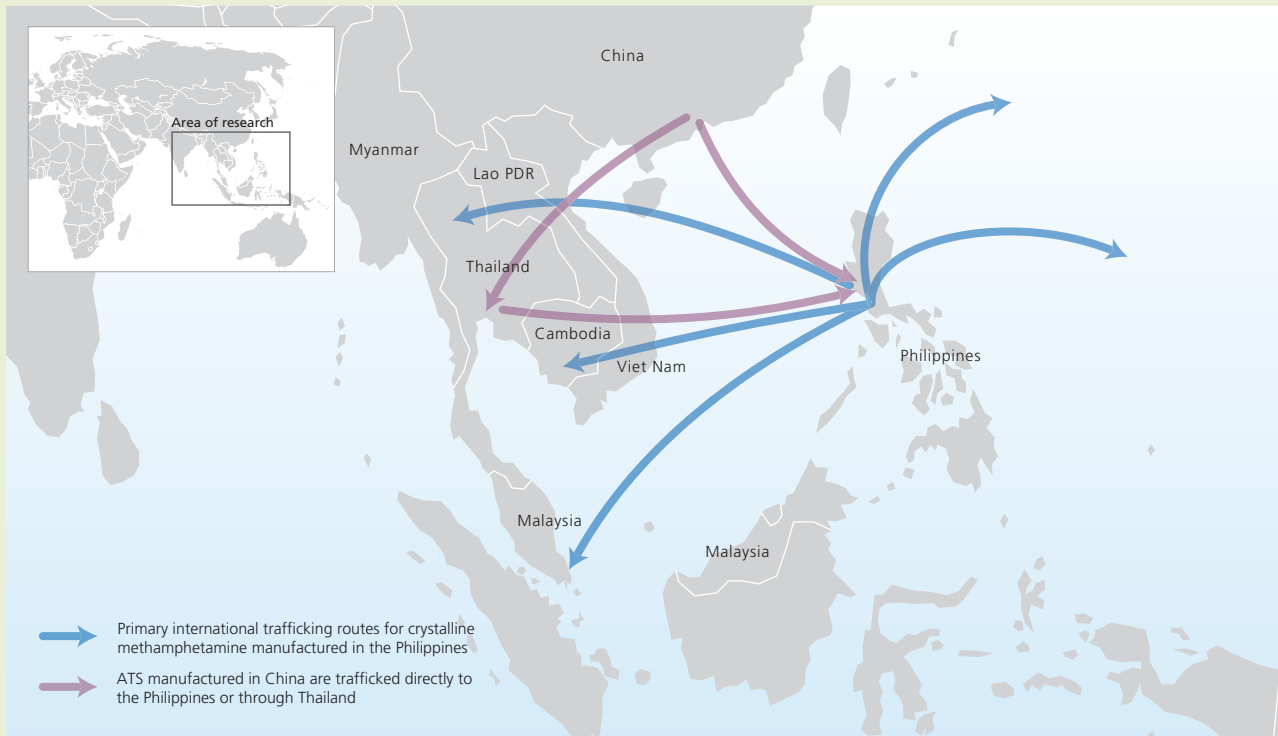 China
Area of research
Myanmar
Lao PDR
Thailand
Cambodia
Philippines
Viet Nam
Malaysia
Malaysia
Primary international trafficking routes for crystalline
methamphetamine manufactured in the Philippines
ATS manufactured in China are trafficked directly to
the Philippines or through Thailand